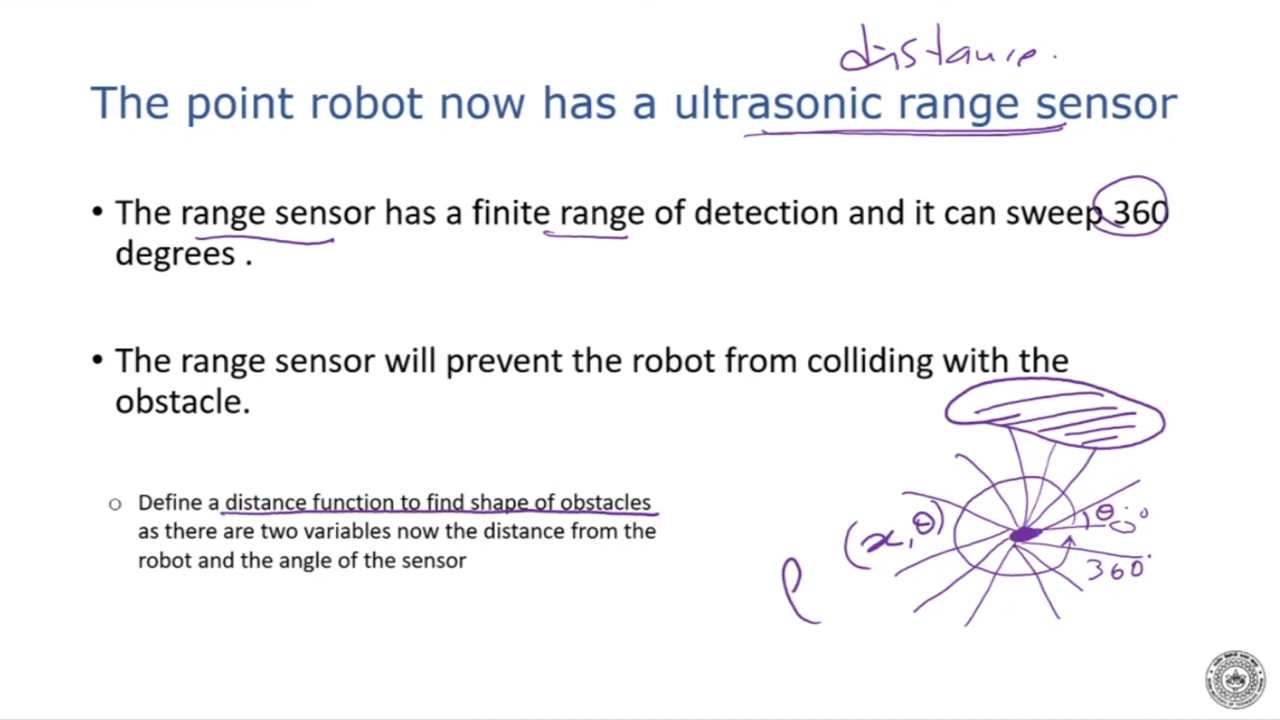 distance.
The point robot now has a ultrasonic range sensor
• The range sensor has a finite range of detection and it can sweep 360
degrees .
• The range sensor will prevent the robot from colliding with the
obstacle.
○ Define a distance function to find shape of obstacles
as there are two variables now the distance from the
robot and the angle of the sensor
ρ (x,θ)
θ 0°
360°